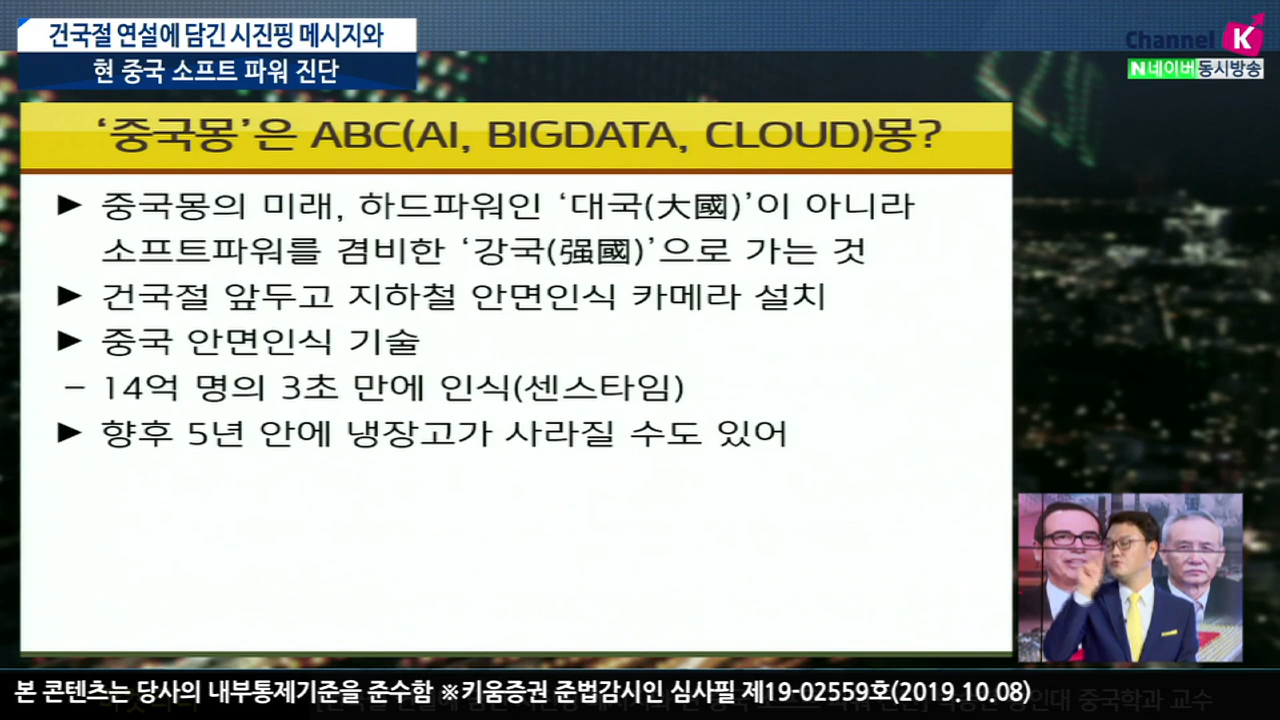 건국절 연설에 담긴 시진핑 메시지와
현 중국 소프트 파워 진단
Channel K
N 네이버 동시방송
‘중국몽’은 ABC(AI, BIGDATA, CLOUD)몽?
► 중국몽의 미래, 하드파워인 ‘대국(大國)’이 아니라
소프트파워를 겸비한 ‘강국(强國)’으로 가는 것
► 건국절 앞두고 지하철 안면인식 카메라 설치
► 중국 안면인식 기술
– 14억 명의 3초 만에 인식(센스타임)
► 향후 5년 안에 냉장고가 사라질 수도 있어
본 콘텐츠는 당사의 내부통제기준을 준수함 ※키움증권 준법감시인 심사필 제19-02559호(2019.10.08)
중국학과 교수